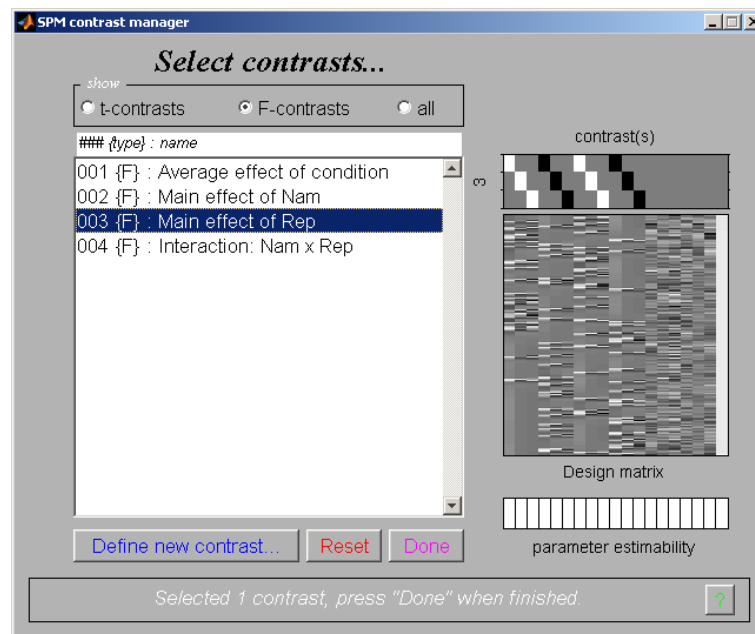 SPM contrast manager
Select contrasts...
show
t-contrasts F-contrasts all
### {type} : name
001 {F} : Average effect of condition
002 {F} : Main effect of Nam
003 {F} : Main effect of Rep
004 {F} : Interaction: Nam x Rep
contrast(s)
3
Design matrix
parameter estimability
Define new contrast... Reset Done
Selected 1 contrast, press "Done" when finished.
?